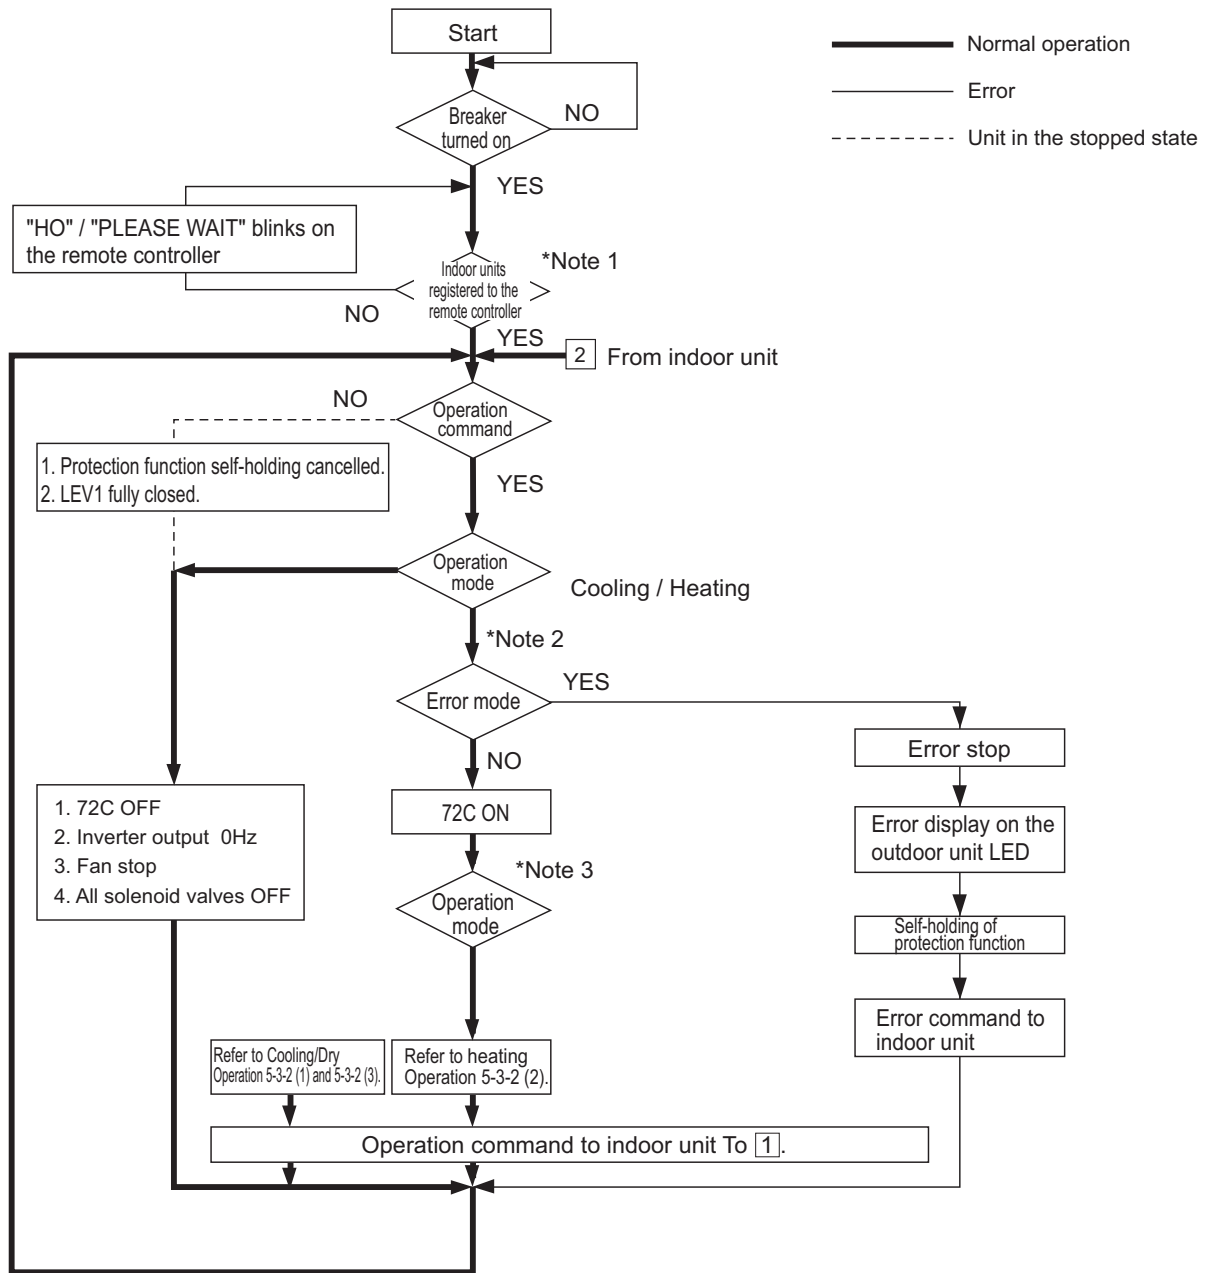 Start
Normal operation
Error
Unit in the stopped state
Breaker
turned on
NO
YES
"HO" / "PLEASE WAIT" blinks on
the remote controller
*Note 1
Indoor units
registered to the
remote controller
NO
YES
2 From indoor unit
NO
Operation
command
1. Protection function self-holding cancelled.
2. LEV1 fully closed.
YES
Operation
mode
Cooling / Heating
*Note 2
Error mode
YES
NO
Error stop
72C ON
1. 72C OFF
2. Inverter output 0Hz
3. Fan stop
4. All solenoid valves OFF
Error display on the
outdoor unit LED
*Note 3
Operation
mode
Self-holding of
protection function
Error command to
indoor unit
Refer to Cooling/Dry
Operation 5-3-2 (1) and 5-3-2 (3).
Refer to heating
Operation 5-3-2 (2).
Operation command to indoor unit To 1.